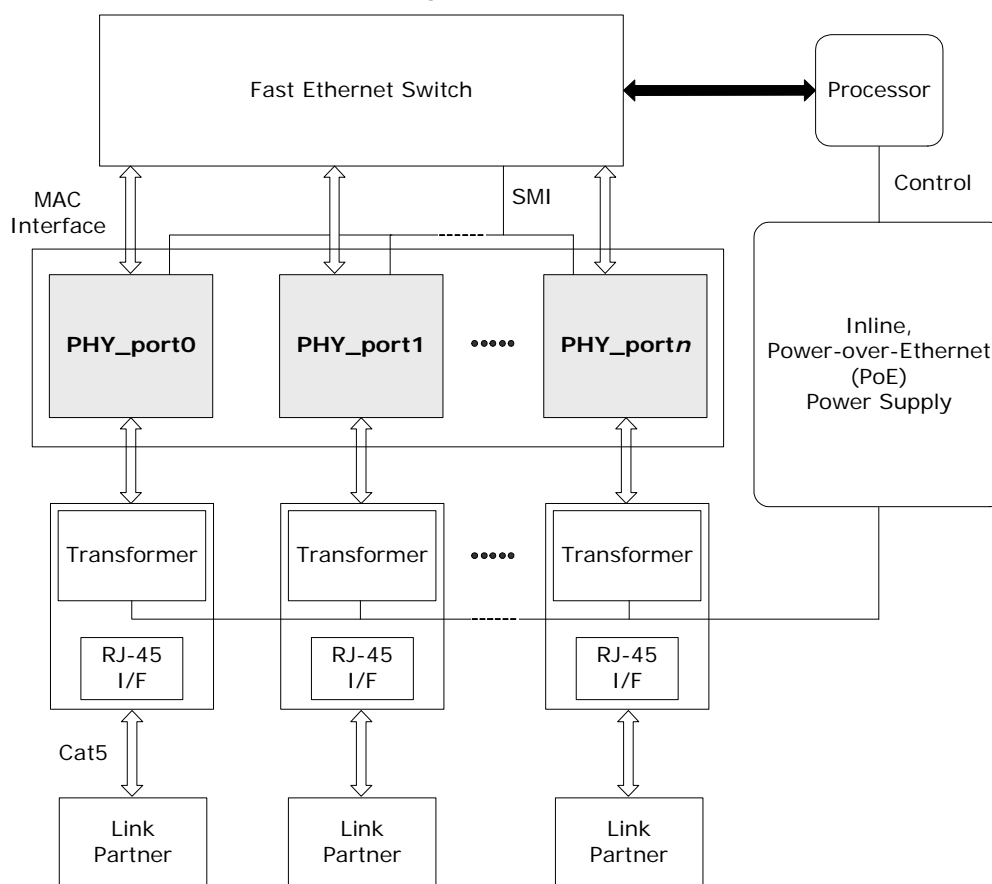 Fast Ethernet Switch
Processor
MAC
Interface
SMI
Control
PHY_port0
PHY_port1
PHY_portn
Inline,
Power-over-Ethernet
(PoE)
Power Supply
Transformer
Transformer
Transformer
RJ-45
I/F
RJ-45
I/F
RJ-45
I/F
Cat5
Link
Partner
Link
Partner
Link
Partner